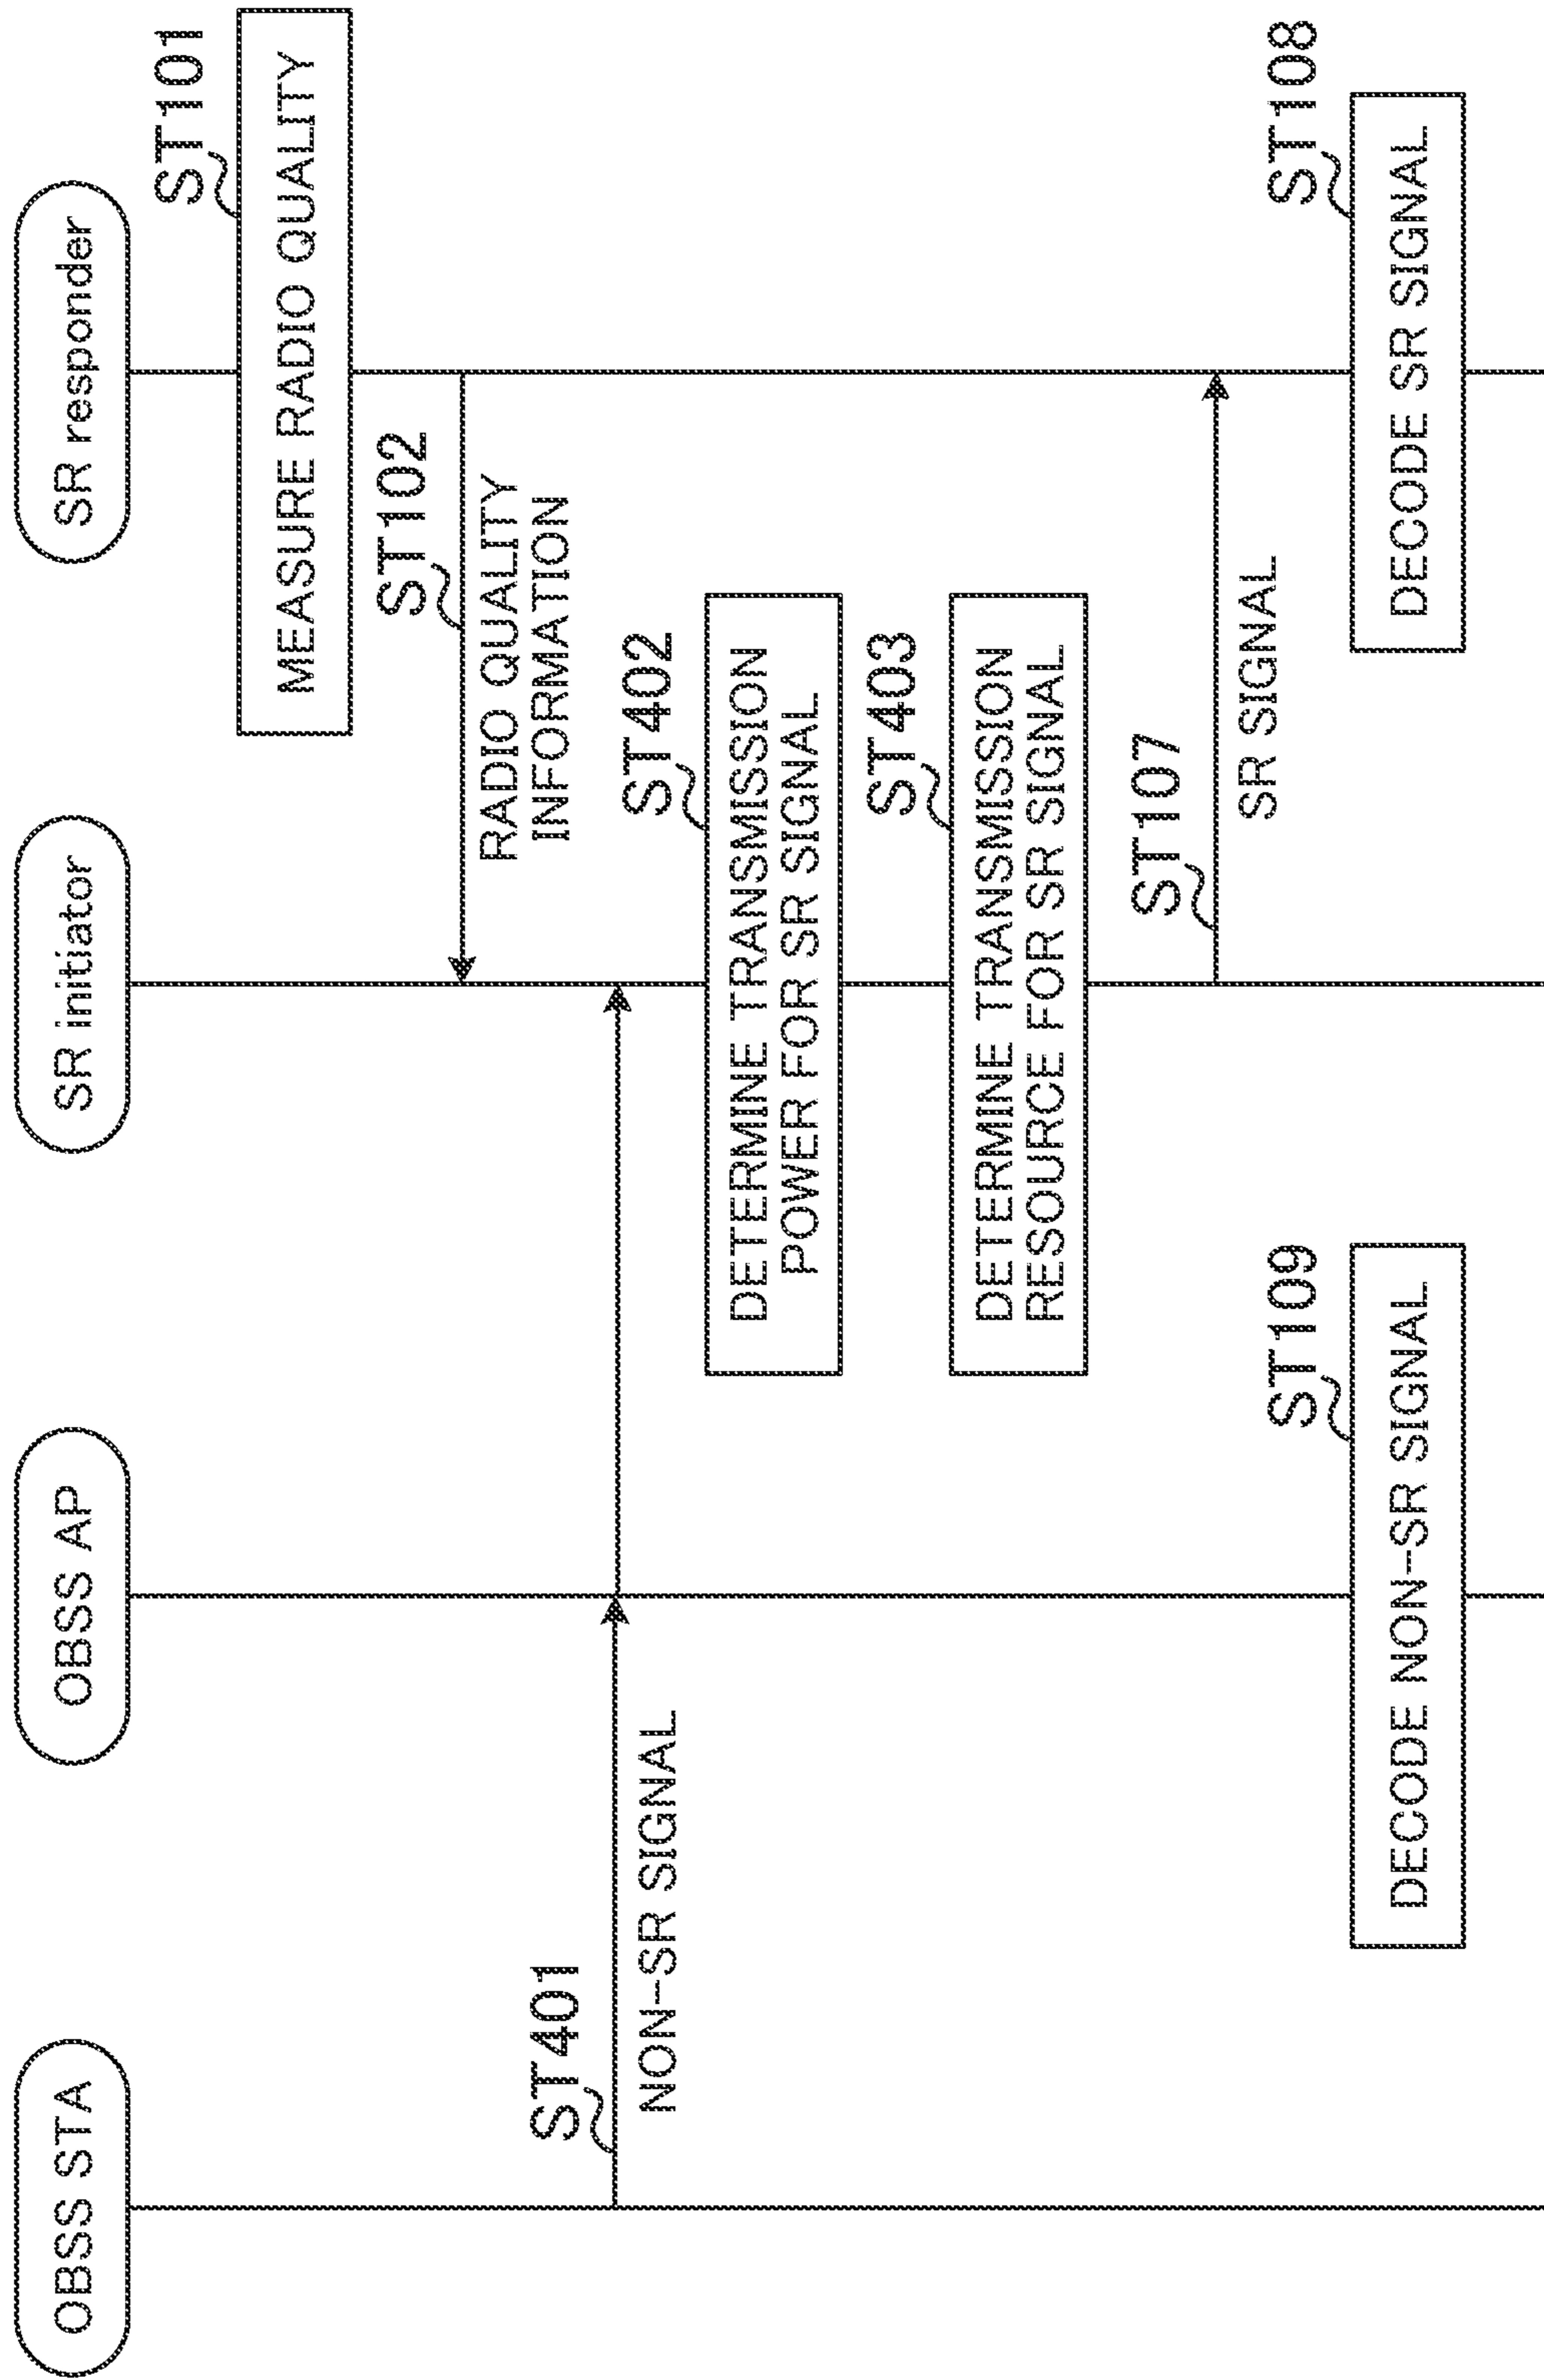 OBSS STA
OBSS AP
SR initiator
SR responder
ST101
MEASURE RADIO QUALITY
ST102
RADIO QUALITY
INFORMATION
ST401
NON-SR SIGNAL
ST402
DETERMINE TRANSMISSION
POWER FOR SR SIGNAL
ST403
DETERMINE TRANSMISSION
RESOURCE FOR SR SIGNAL
ST107
SR SIGNAL
ST109
DECODE NON-SR SIGNAL
ST108
DECODE SR SIGNAL